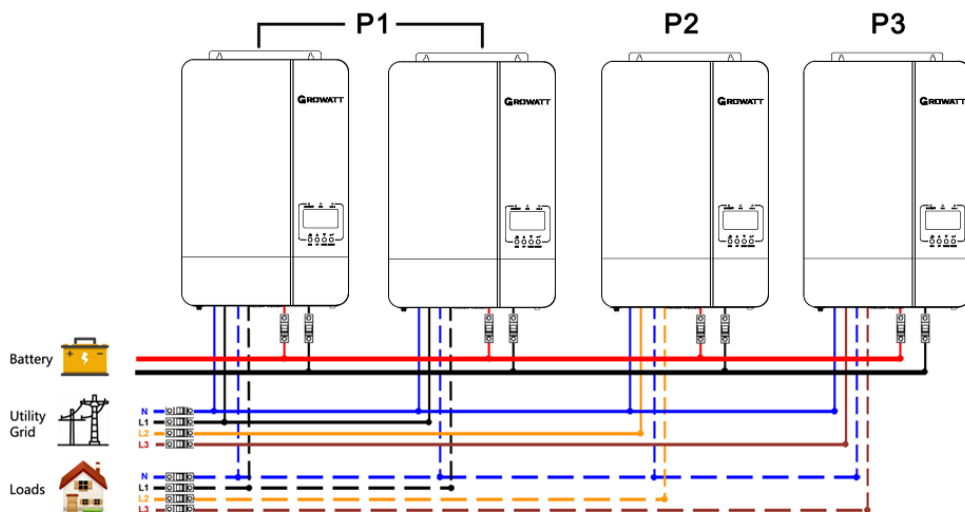 P1
P2
P3
GROWATT
GROWATT
GROWATT
GROWATT
Battery
Utility
Grid
N
L1
L2
L3
Loads
N
L1
L2
L3